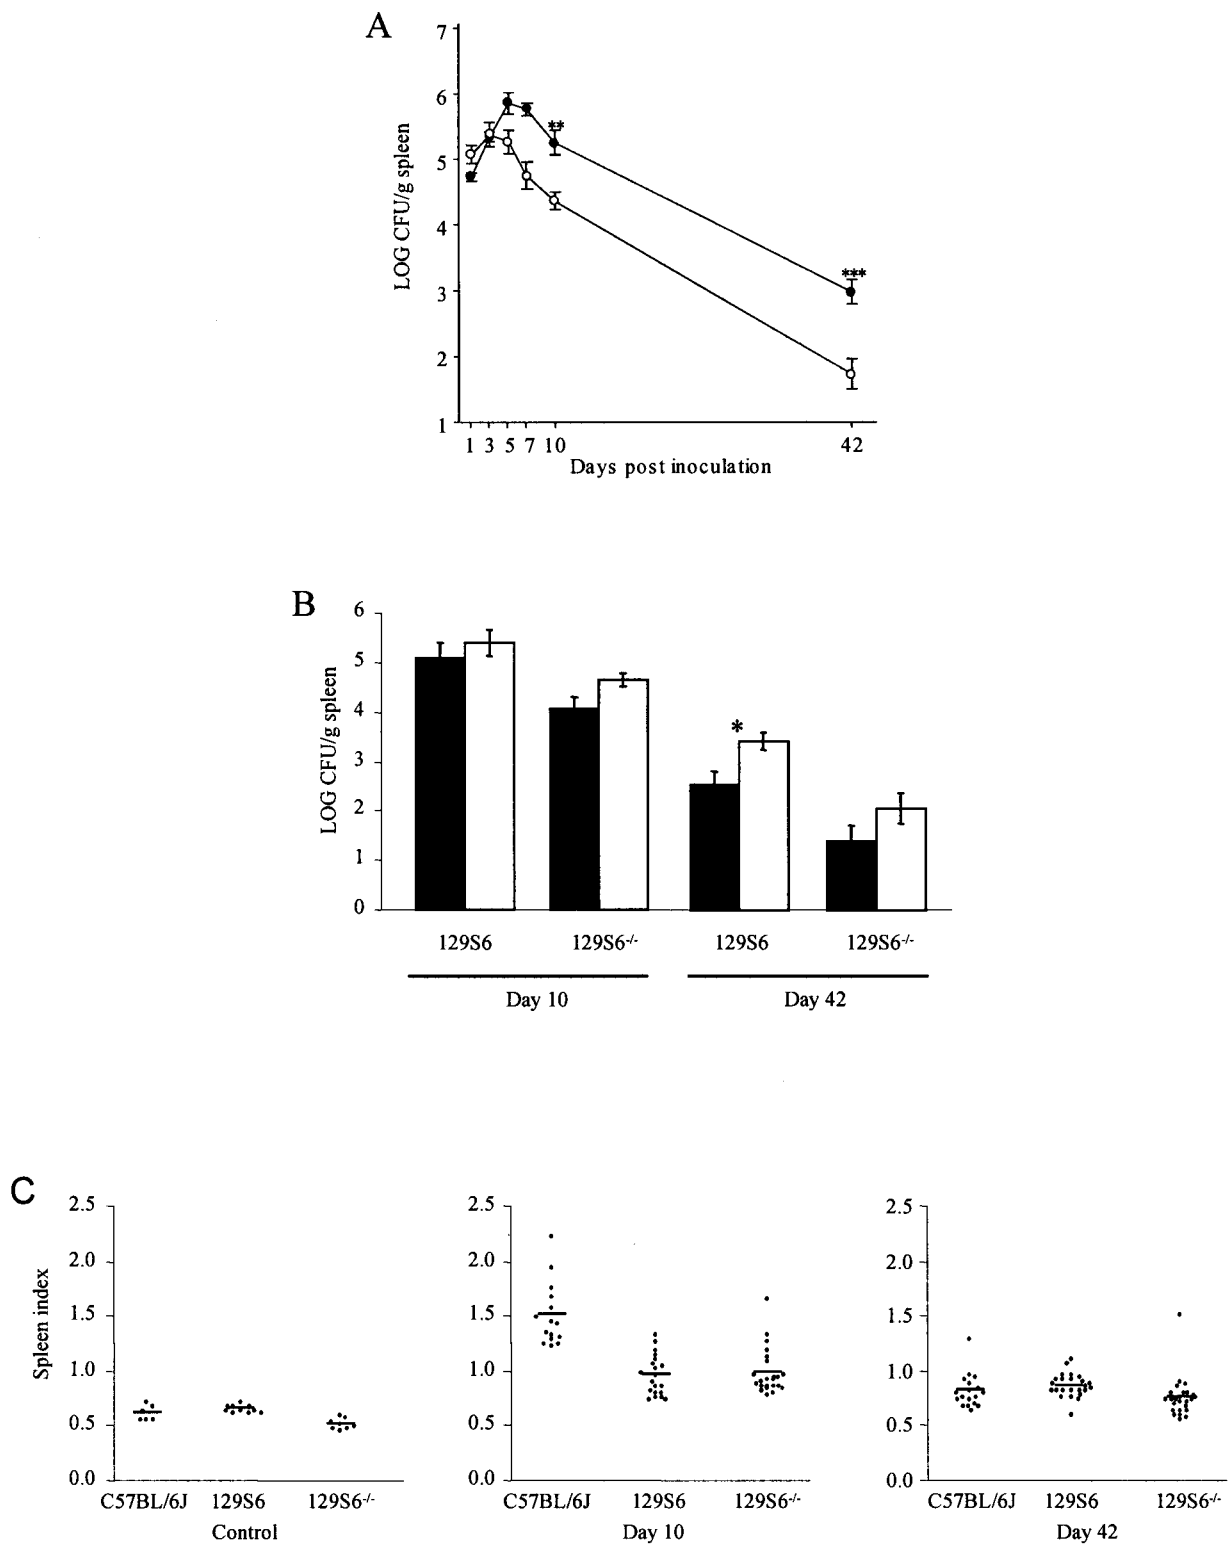 A
7
6
5
4
3
2
1
LOG CFU/g spleen
**
***
1 3 5 7 10 42
Days post inoculation
B
6
5
4
3
2
1
0
LOG CFU/g spleen
*
129S6 129S6-/- 129S6 129S6-/-
Day 10 Day 42
C
Spleen index
2.5 2.5 2.5
2.0 2.0 2.0
1.5 1.5 1.5
1.0 1.0 1.0
0.5 0.5 0.5
0.0 0.0 0.0
C57BL/6J 129S6 129S6-/- C57BL/6J 129S6 129S6-/- C57BL/6J 129S6 129S6-/-
Control Day 10 Day 42